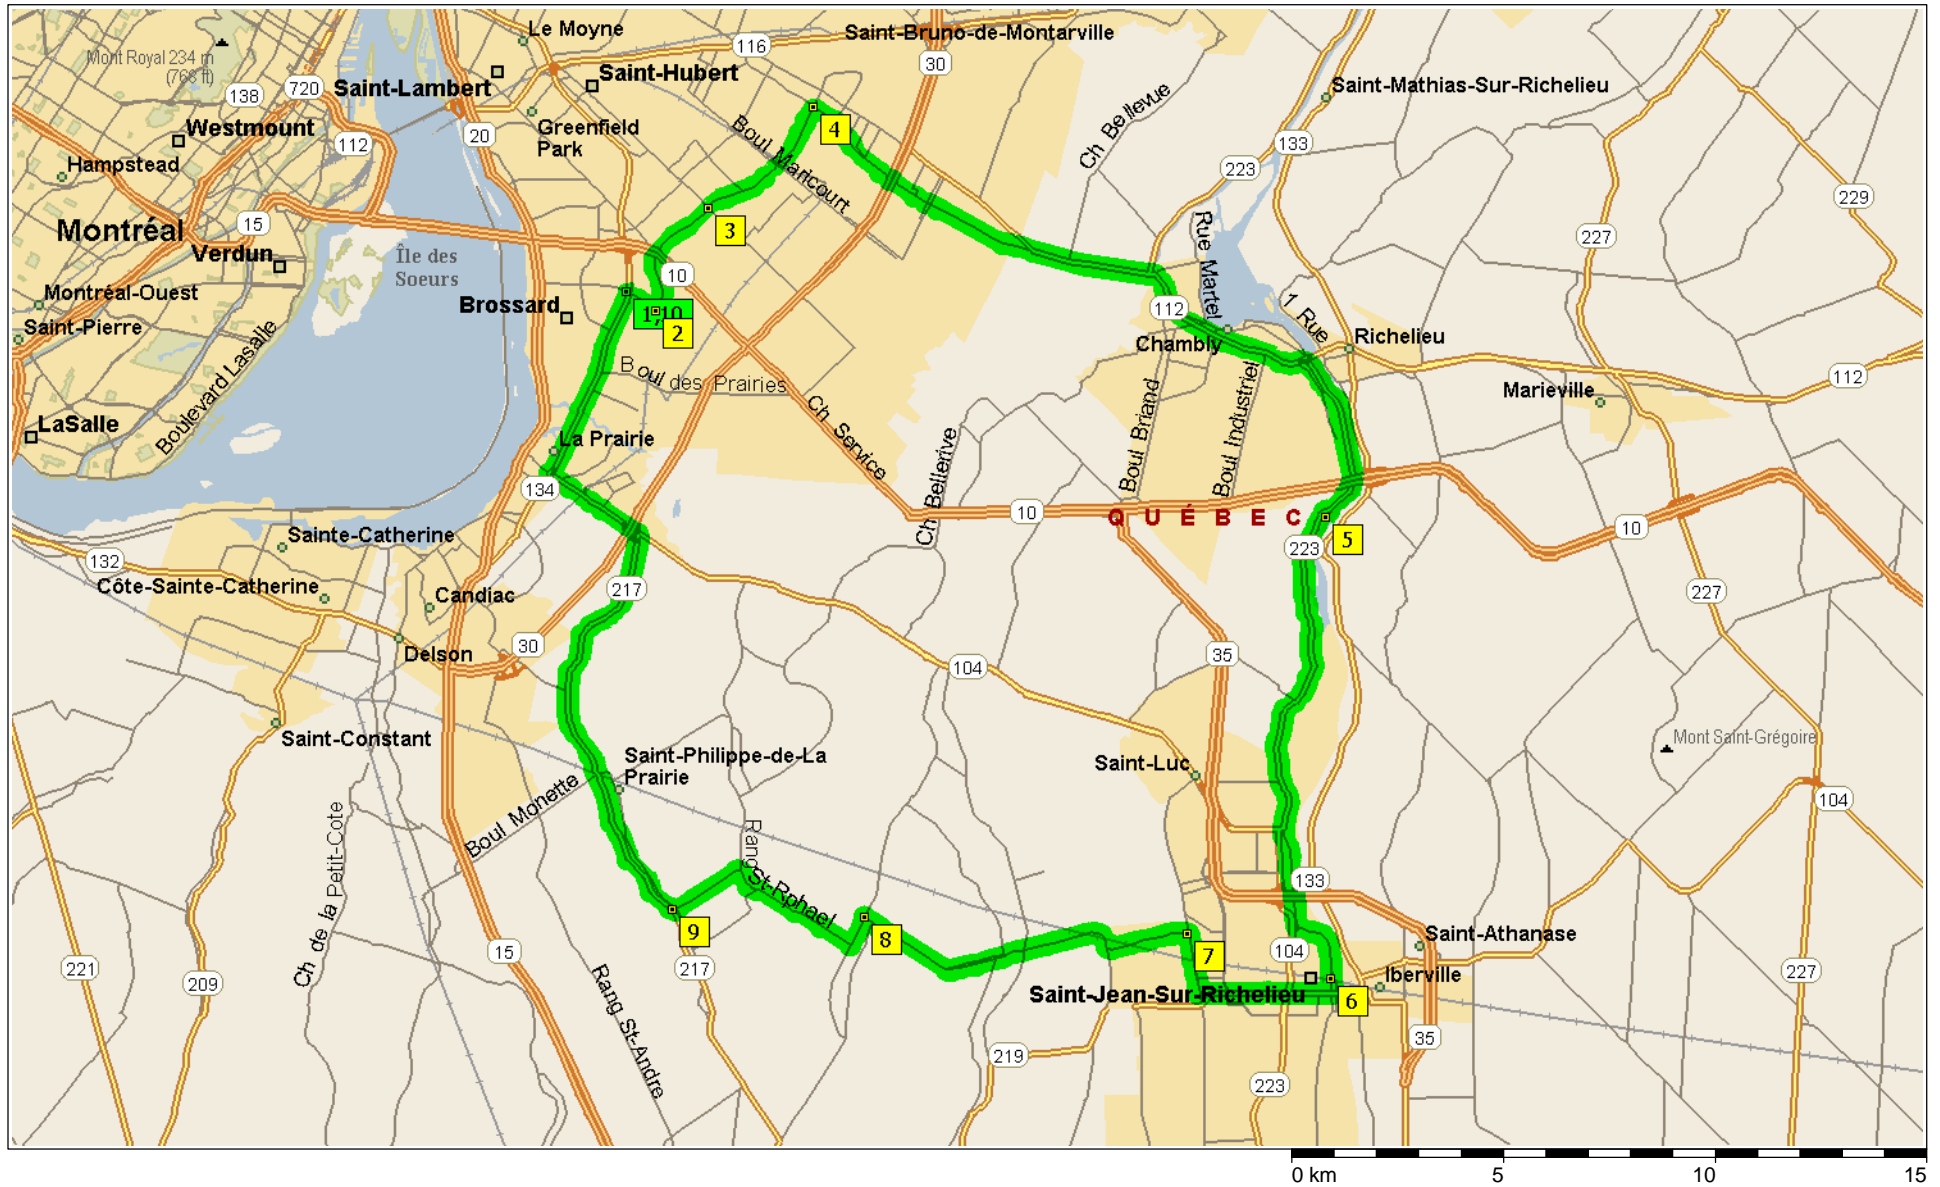 Le Moyne
116
Saint-Bruno-de-Montarville
30
Mont Royal 234 m
(768 ft)
Saint-Hubert
138
720
Saint-Lambert
Saint-Mathias-Sur-Richelieu
Westmount
112
20
Greenfield
Park
Boul Maricourt
4
Ch Bellevue
133
223
Hampstead
229
15
Montréal
Verdun
3
Île des
Soeurs
Rue Martel
227
10
Montréal-Ouest
Brossard
1,10
2
112
1 Rue
Saint-Pierre
Chambly
Richelieu
Boulevard Lasalle
Boul des Prairies
112
Marieville
Boul Briand
Boul Industriel
LaSalle
Ch Service
La Prairie
Ch Bellerive
134
10
QUÉBEC
10
5
223
Sainte-Catherine
132
Côte-Sainte-Catherine
217
Candiac
227
30
Delson
104
35
Saint-Constant
Mont Saint-Grégoire
Saint-Philippe-de-La
Prairie
Saint-Luc
104
Boul Monette
Ch de la Petit-Cote
Rang St-Rphael
133
9
8
7
Saint-Athanase
15
104
221
209
217
227
Iberville
Rang St-Andre
Saint-Jean-Sur-Richelieu
6
35
219
223
0 km
5
10
15